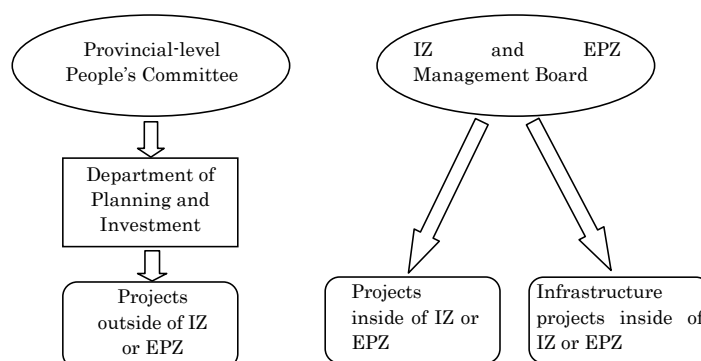 Provincial-level
People's Committee
IZ and EPZ
Management Board
Department of
Planning and
Investment
Projects
outside of IZ
or EPZ
Projects
inside of IZ or
EPZ
Infrastructure
projects inside of
IZ or EPZ